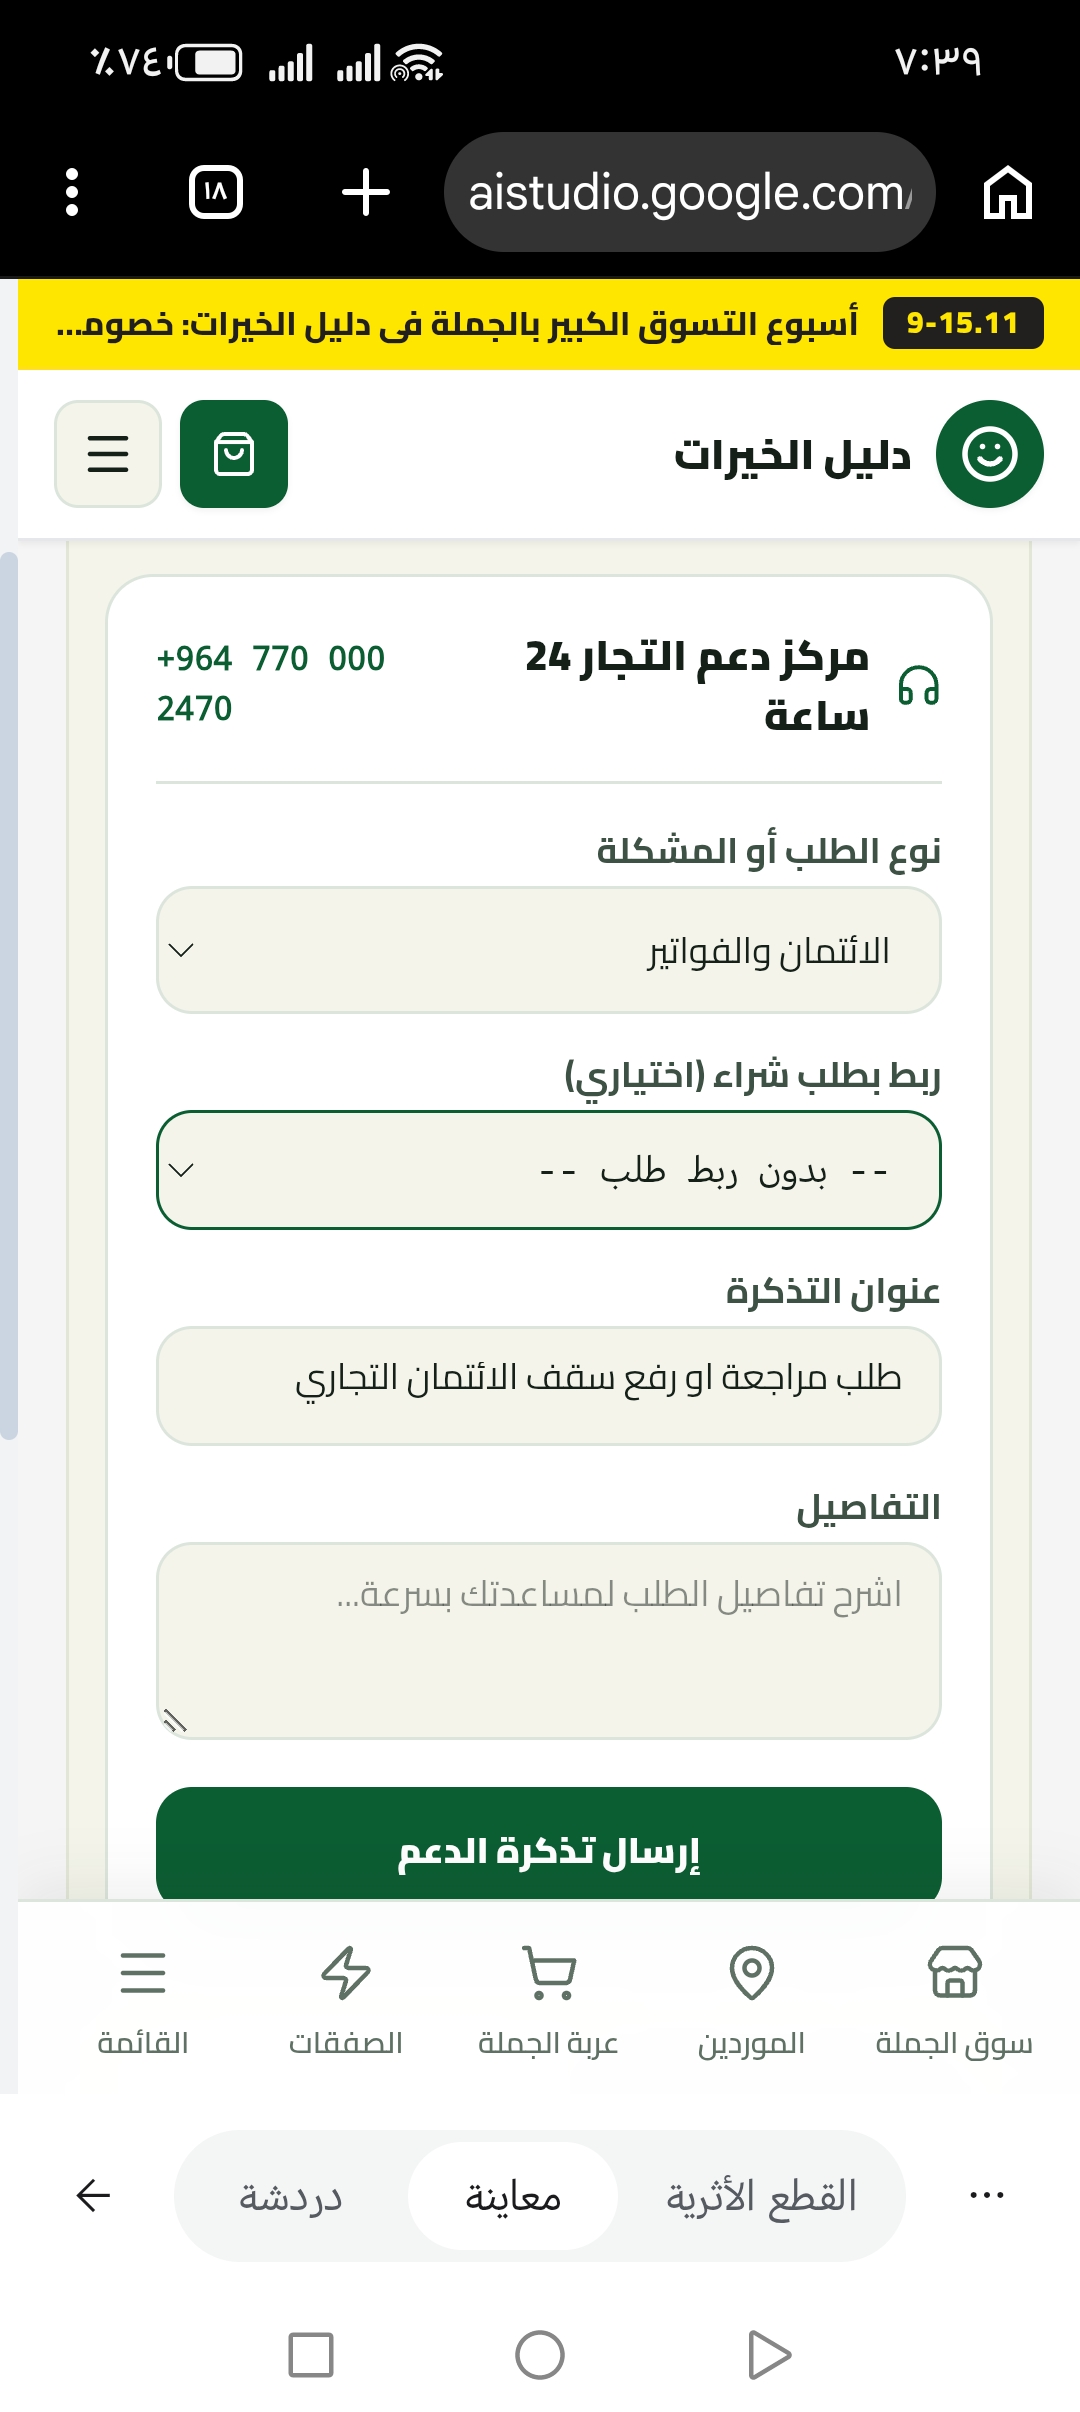 ٧:٣٩
٪٧٤
aistudio.google.com/
١٨
9-15.11
أسبوع التسوق الكبير بالجملة في دليل الخيرات: خصوم...
دليل الخيرات
مركز دعم التجار 24
ساعة
+964 770 000
2470
نوع الطلب أو المشكلة
الائتمان والفواتير
ربط بطلب شراء (اختياري)
-- بدون ربط طلب --
عنوان التذكرة
طلب مراجعة او رفع سقف الائتمان التجاري
التفاصيل
اشرح تفاصيل الطلب لمساعدتك بسرعة...
إرسال تذكرة الدعم
سوق الجملة
الموردين
عربة الجملة
الصفقات
القائمة
القطع الأثرية
معاينة
دردشة